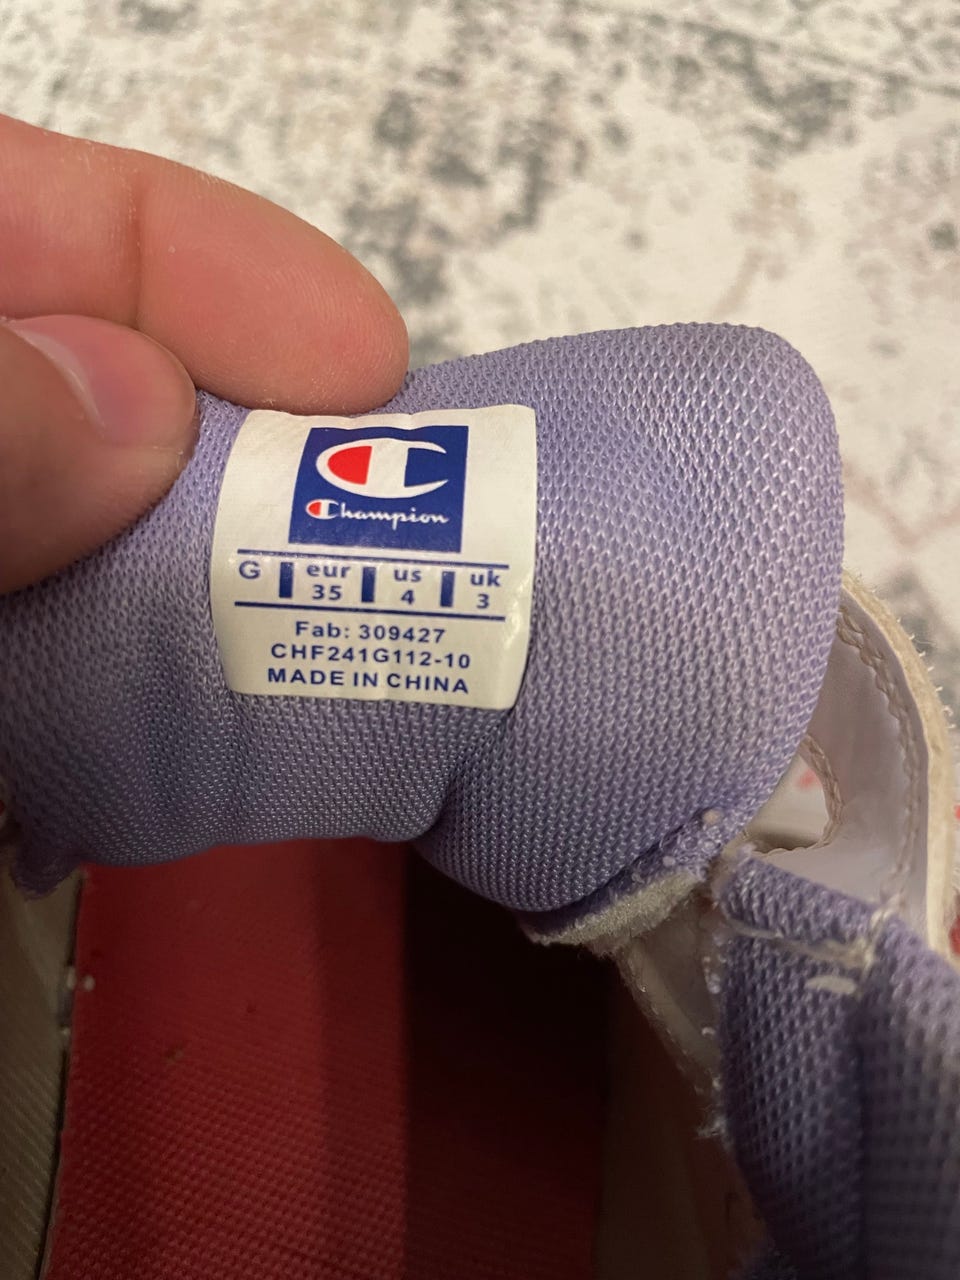 Champion
G eur us uk
35 4 3
Fab: 309427
CHF241G112-10
MADE IN CHINA